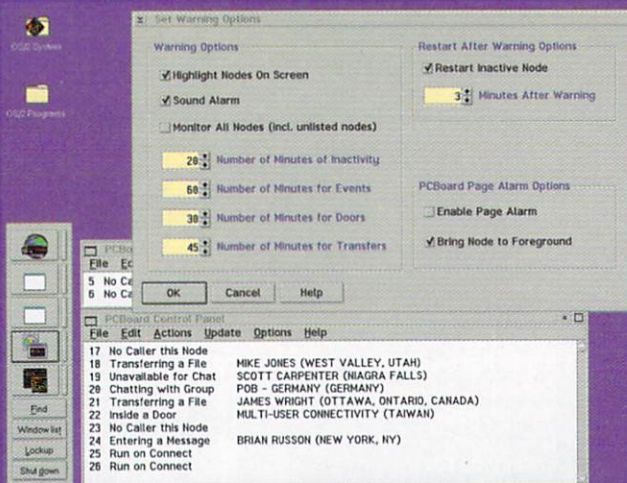 Set Warning Options
OS/2 System
OS/2 Programs
Warning Options
Highlight Nodes On Screen
Sound Alarm
Monitor All Nodes (incl. unlisted nodes)
20 Number of Minutes of Inactivity
60 Number of Minutes for Events
30 Number of Minutes for Doors
45 Number of Minutes for Transfers
Restart After Warning Options
Restart Inactive Node
3 Minutes After Warning
PCBoard Page Alarm Options
Enable Page Alarm
Bring Node to Foreground
OK Cancel Help
PCBo
File Ec
5 No Ca
6 No Ca
PCBoard Control Panel
File Edit Actions Update Options Help
17 No Caller this Node
18 Transferring a File MIKE JONES (WEST VALLEY, UTAH)
19 Unavailable for Chat SCOTT CARPENTER (NIAGRA FALLS)
20 Chatting with Group POB - GERMANY (GERMANY)
21 Transferring a File JAMES WRIGHT (OTTAWA, ONTARIO, CANADA)
22 Inside a Door MULTI-USER CONNECTIVITY (TAIWAN)
23 No Caller this Node
24 Entering a Message BRIAN RUSSON (NEW YORK, NY)
25 Run on Connect
26 Run on Connect
Find
Window list
Lockup
Shut down